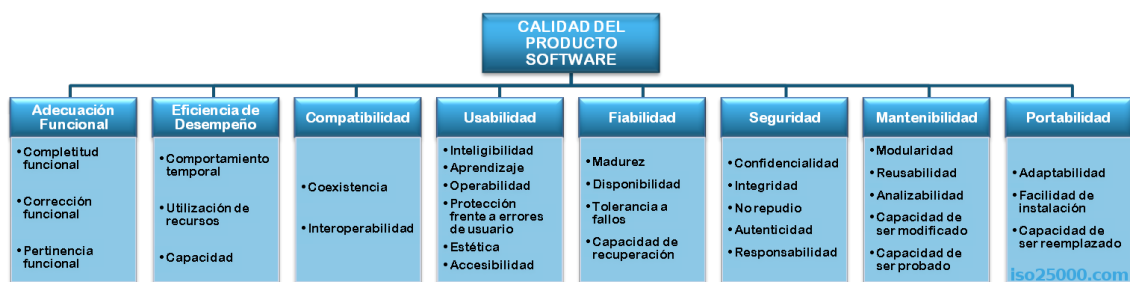 CALIDAD DEL
PRODUCTO
SOFTWARE
Adecuación
Funcional
• Completitud
funcional
• Corrección
funcional
• Pertinencia
funcional
Eficiencia de
Desempeño
• Comportamiento
temporal
• Utilización de
recursos
• Capacidad
Compatibilidad
• Coexistencia
• Interoperabilidad
Usabilidad
• Inteligibilidad
• Aprendizaje
• Operabilidad
• Protección
frente a errores
de usuario
• Estética
• Accesibilidad
Fiabilidad
• Madurez
• Disponibilidad
• Tolerancia a
fallos
• Capacidad de
recuperación
Seguridad
• Confidencialidad
• Integridad
• No repudio
• Autenticidad
• Responsabilidad
Mantenibilidad
• Modularidad
• Reusabilidad
• Analizabilidad
• Capacidad de
ser modificado
• Capacidad de
ser probado
Portabilidad
• Adaptabilidad
• Facilidad de
instalación
• Capacidad de
ser reemplazado
iso25000.com